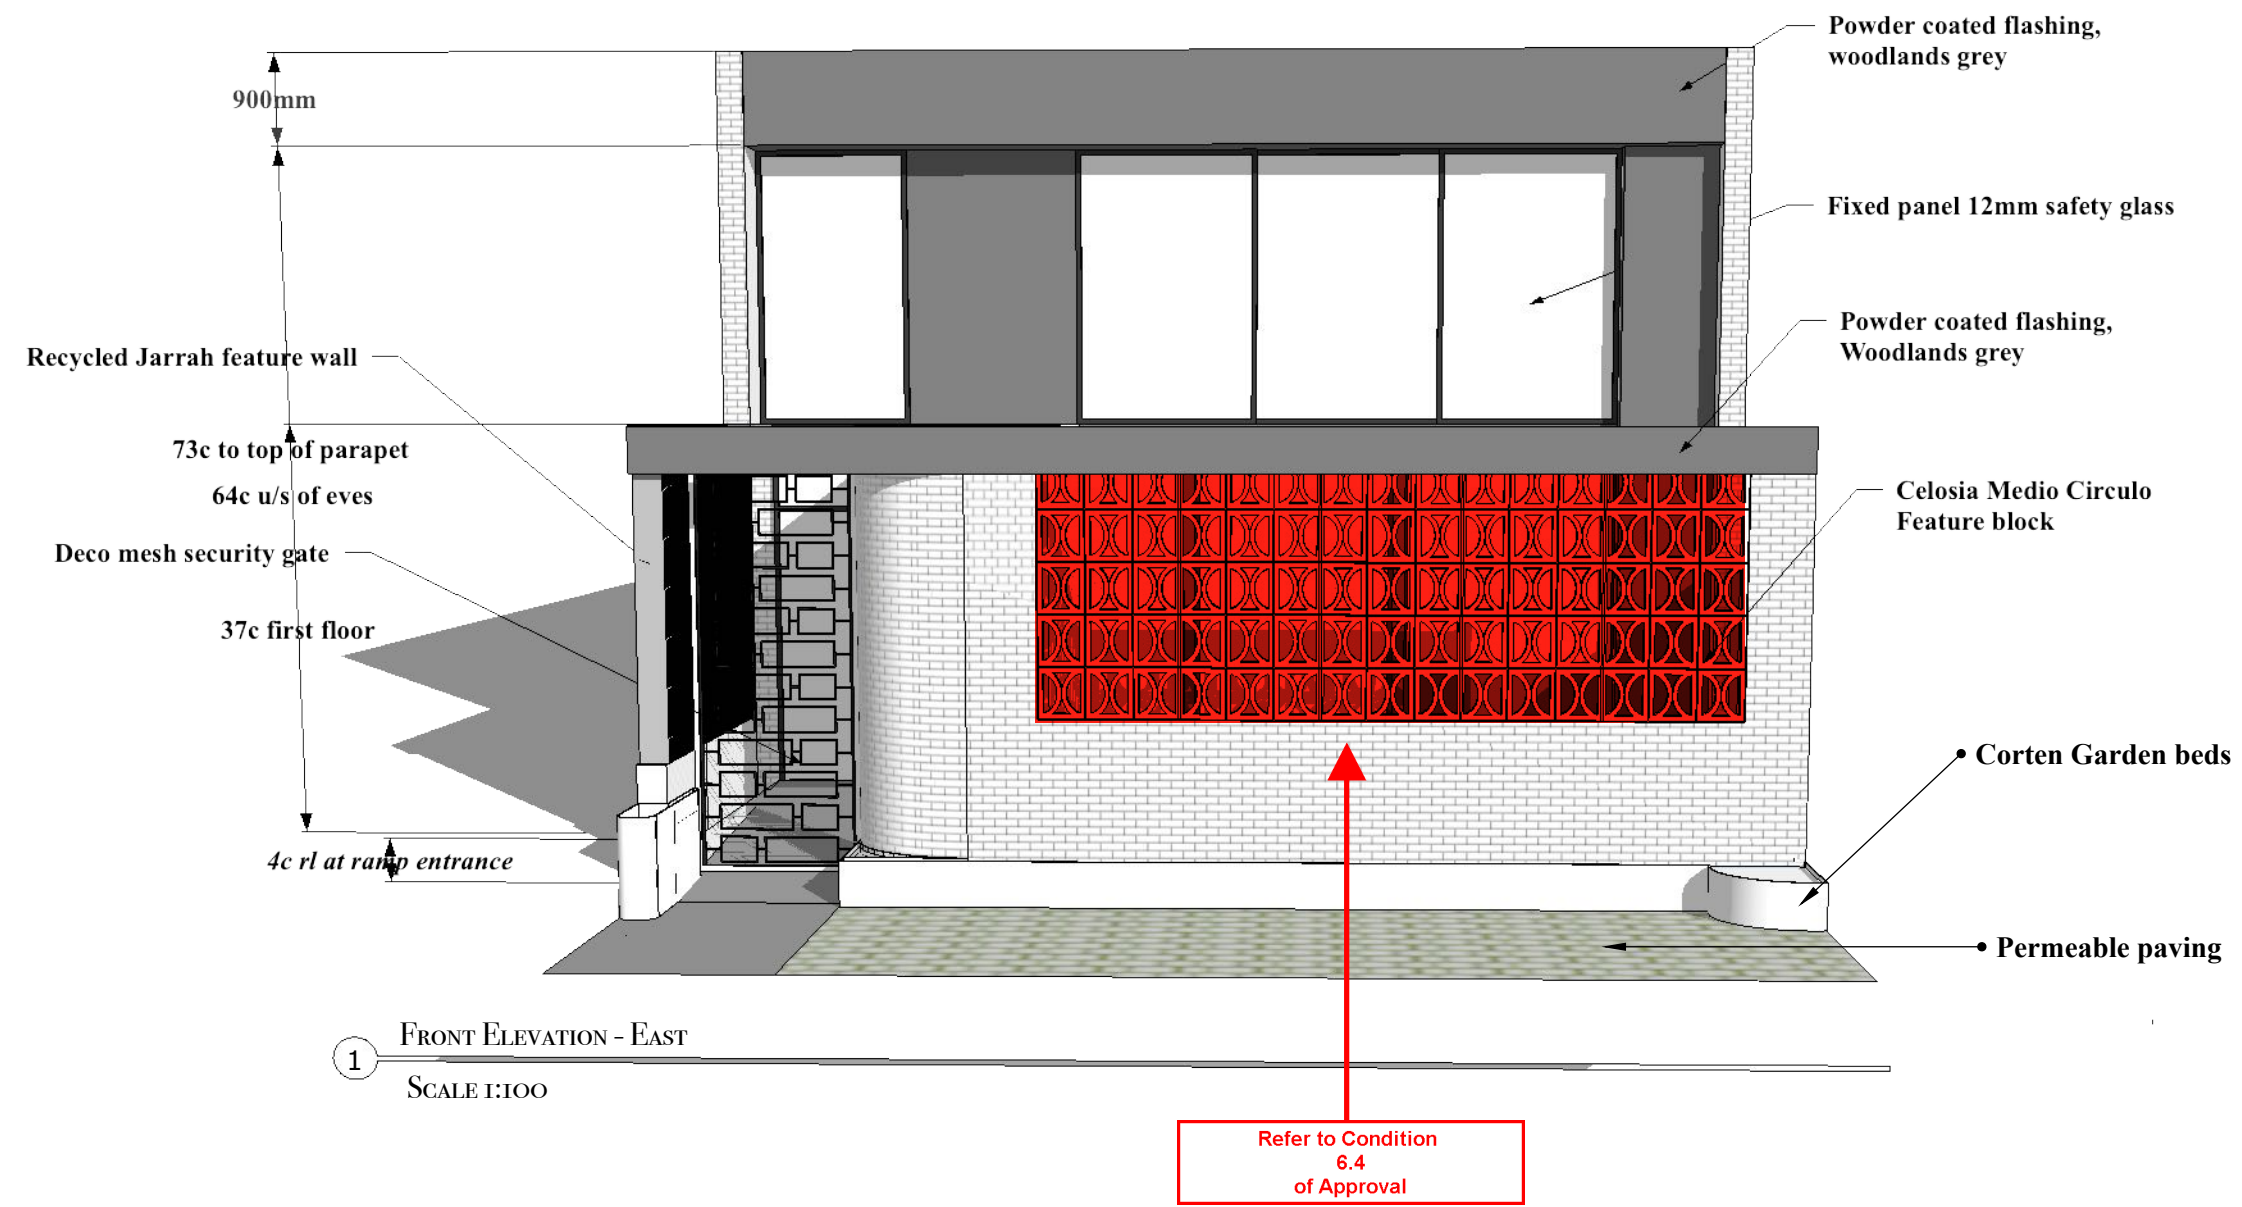 Powder coated flashing,
woodlands grey
900mm
Fixed panel 12mm safety glass
Powder coated flashing,
Woodlands grey
Recycled Jarrah feature wall
73c to top of parapet
64c u/s of eves
Celosia Medio Circulo
Feature block
Deco mesh security gate
37c first floor
Corten Garden beds
4c rl at ramp entrance
Permeable paving
1
Front Elevation - East
Scale 1:100
Refer to Condition
6.4
of Approval